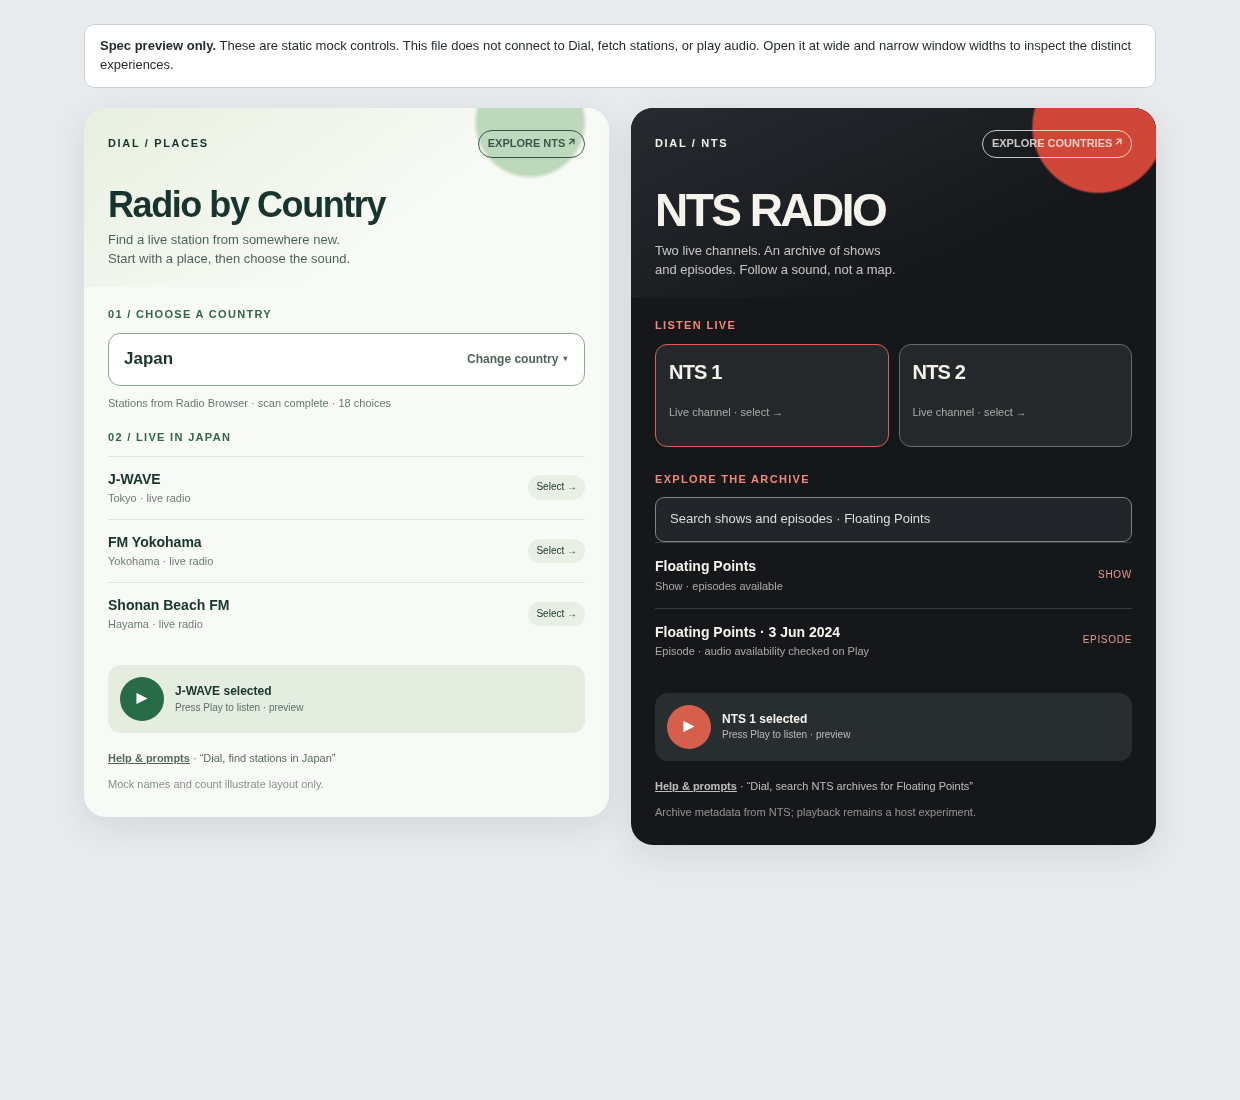 Spec preview only. These are static mock controls. This file does not connect to Dial, fetch stations, or play audio. Open it at wide and narrow window widths to inspect the distinct
experiences.
DIAL / PLACES
EXPLORE NTS ↗
Radio by Country
Find a live station from somewhere new.
Start with a place, then choose the sound.
01 / CHOOSE A COUNTRY
Japan
Change country ▾
Stations from Radio Browser · scan complete · 18 choices
02 / LIVE IN JAPAN
J-WAVE
Tokyo · live radio
Select →
FM Yokohama
Yokohama · live radio
Select →
Shonan Beach FM
Hayama · live radio
Select →
▶
J-WAVE selected
Press Play to listen · preview
Help & prompts · “Dial, find stations in Japan”
Mock names and count illustrate layout only.
DIAL / NTS
EXPLORE COUNTRIES ↗
NTS RADIO
Two live channels. An archive of shows
and episodes. Follow a sound, not a map.
LISTEN LIVE
NTS 1
Live channel · select →
NTS 2
Live channel · select →
EXPLORE THE ARCHIVE
Search shows and episodes · Floating Points
Floating Points
Show · episodes available
SHOW
Floating Points · 3 Jun 2024
Episode · audio availability checked on Play
EPISODE
▶
NTS 1 selected
Press Play to listen · preview
Help & prompts · “Dial, search NTS archives for Floating Points”
Archive metadata from NTS; playback remains a host experiment.